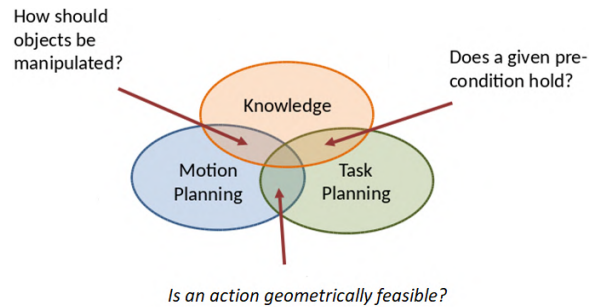 How should
objects be
manipulated?
Does a given pre-
condition hold?
Knowledge
Motion
Planning
Task
Planning
Is an action geometrically feasible?